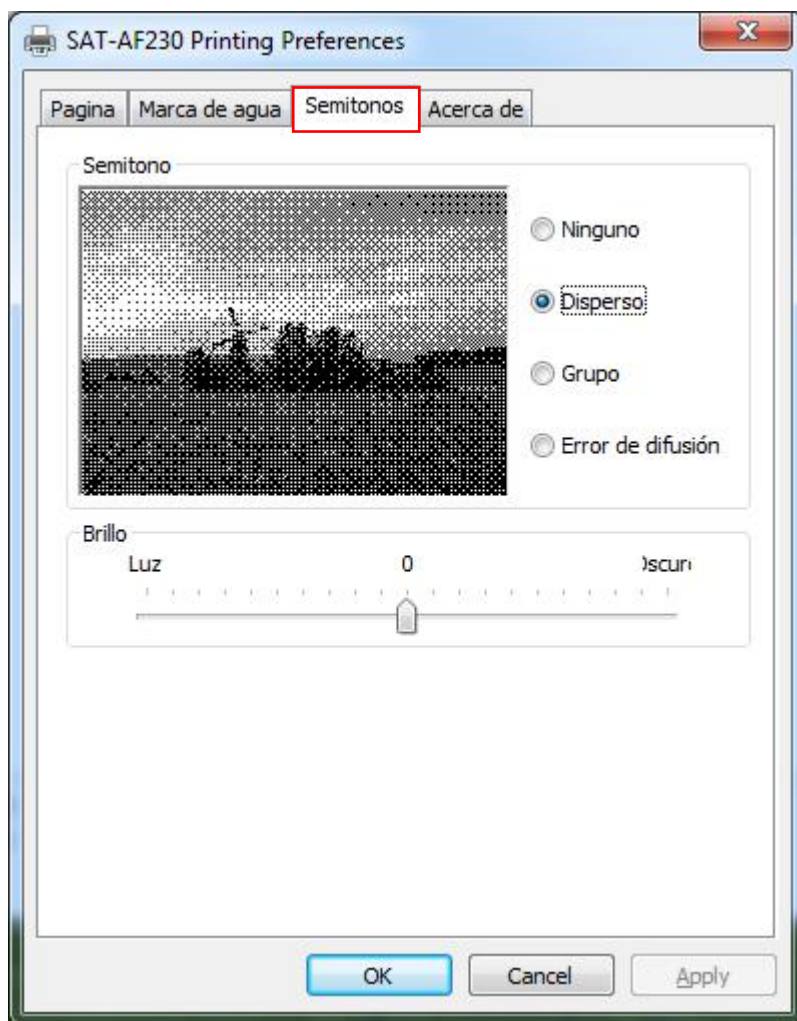 SAT-AF230 Printing Preferences
Pagina Marca de agua Semitonos Acerca de
Semitono
Ninguno
Disperso
Grupo
Error de difusión
Brillo
Luz 0 Oscuro
OK Cancel Apply